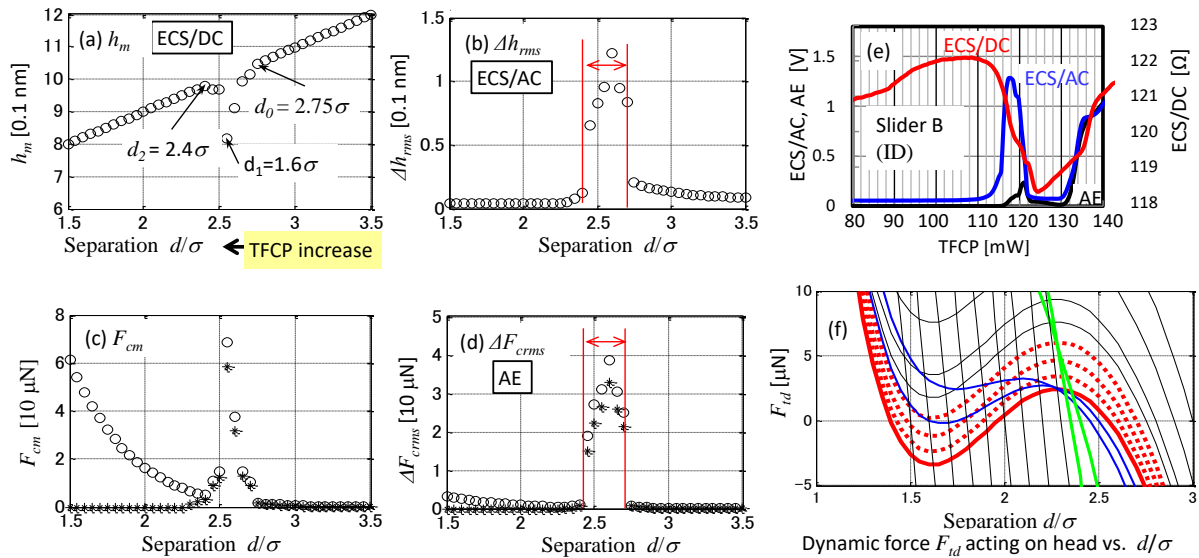 (a) h_m
ECS/DC
12
11
10
9
8
7
6
h_m [0.1 nm]
d_0 = 2.75σ
d_2 = 2.4σ
d_1=1.6σ
1.5 2 2.5 3 3.5
Separation d/σ
TFCP increase
(b) Δh_rms
ECS/AC
1.5
1
0.5
0
Δh_rms [0.1 nm]
1.5 2 2.5 3 3.5
Separation d/σ
(e)
ECS/DC
ECS/AC
Slider B
(ID)
AE
1.5
1
0.5
0
ECS/AC, AE [V]
123
122
121
120
119
118
ECS/DC [Ω]
80 90 100 110 120 130 140
TFCP [mW]
(c) F_cm
8
6
4
2
0
F_cm [10 μN]
1.5 2 2.5 3 3.5
Separation d/σ
(d) ΔF_crms
AE
5
4
3
2
1
0
ΔF_crms [10 μN]
1.5 2 2.5 3 3.5
Separation d/σ
(f)
10
5
0
-5
F_td [μN]
1 1.5 2 2.5 3
Separation d/σ
Dynamic force F_td acting on head vs. d/σ